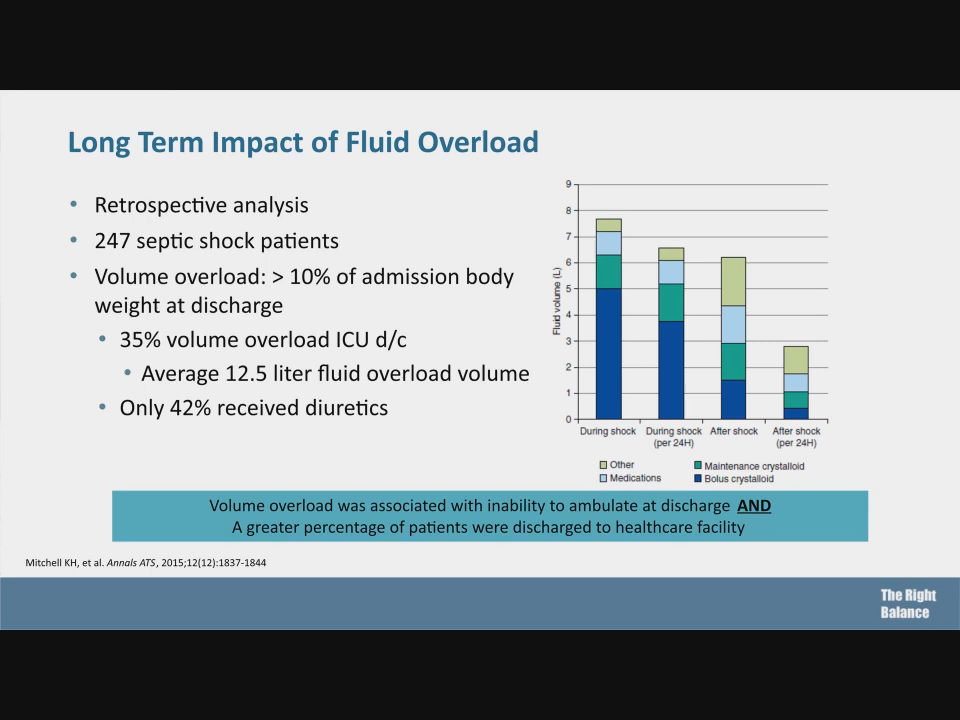 Long Term Impact of Fluid Overload
• Retrospective analysis
• 247 septic shock patients
• Volume overload: > 10% of admission body
weight at discharge
• 35% volume overload ICU d/c
• Average 12.5 liter fluid overload volume
• Only 42% received diuretics
Fluid volume (L)
9
8
7
6
5
4
3
2
1
0
During shock
During shock
(per 24H)
After shock
After shock
(per 24H)
Other
Medications
Maintenance crystalloid
Bolus crystalloid
Volume overload was associated with inability to ambulate at discharge AND
A greater percentage of patients were discharged to healthcare facility
Mitchell KH, et al. Annals ATS, 2015;12(12):1837-1844
The Right
Balance